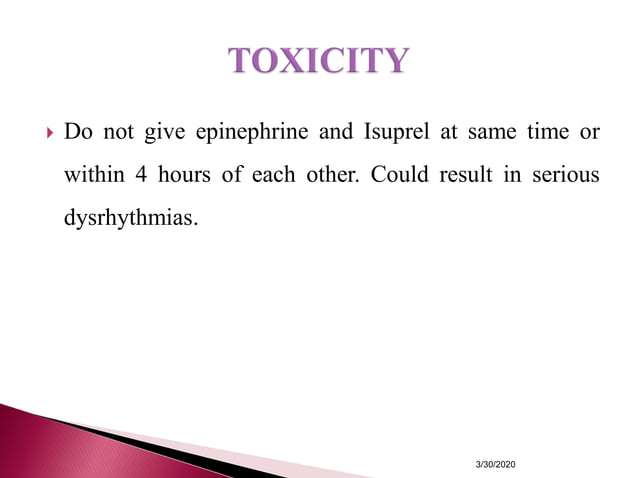 TOXICITY
Do not give epinephrine and Isuprel at same time or
within 4 hours of each other. Could result in serious
dysrhythmias.
3/30/2020